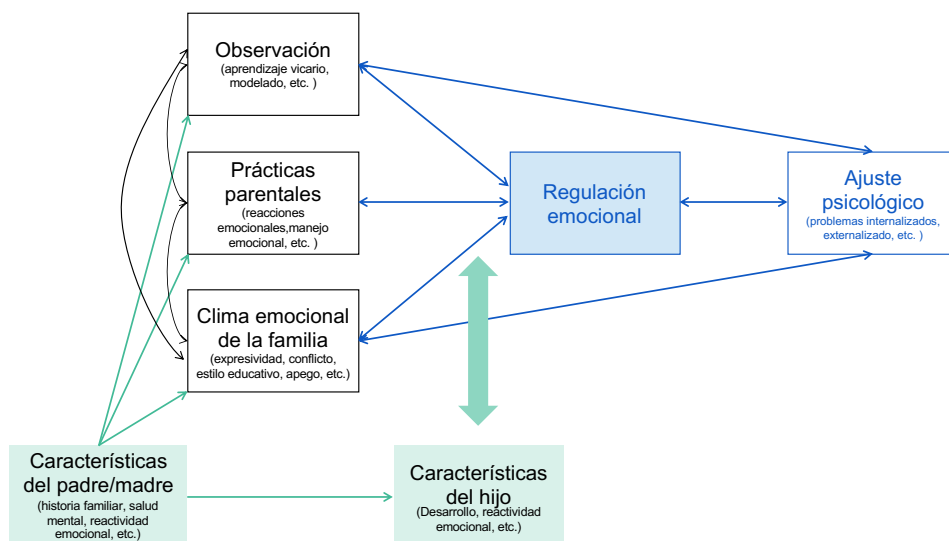 Observación
(aprendizaje vicario,
modelado, etc. )
Prácticas
parentales
(reacciones
emocionales,manejo
emocional, etc. )
Clima emocional
de la familia
(expresividad, conflicto,
estilo educativo, apego, etc.)
Regulación
emocional
Ajuste
psicológico
(problemas internalizados,
externalizado, etc. )
Características
del padre/madre
(historia familiar, salud
mental, reactividad
emocional, etc.)
Características
del hijo
(Desarrollo, reactividad
emocional, etc.)